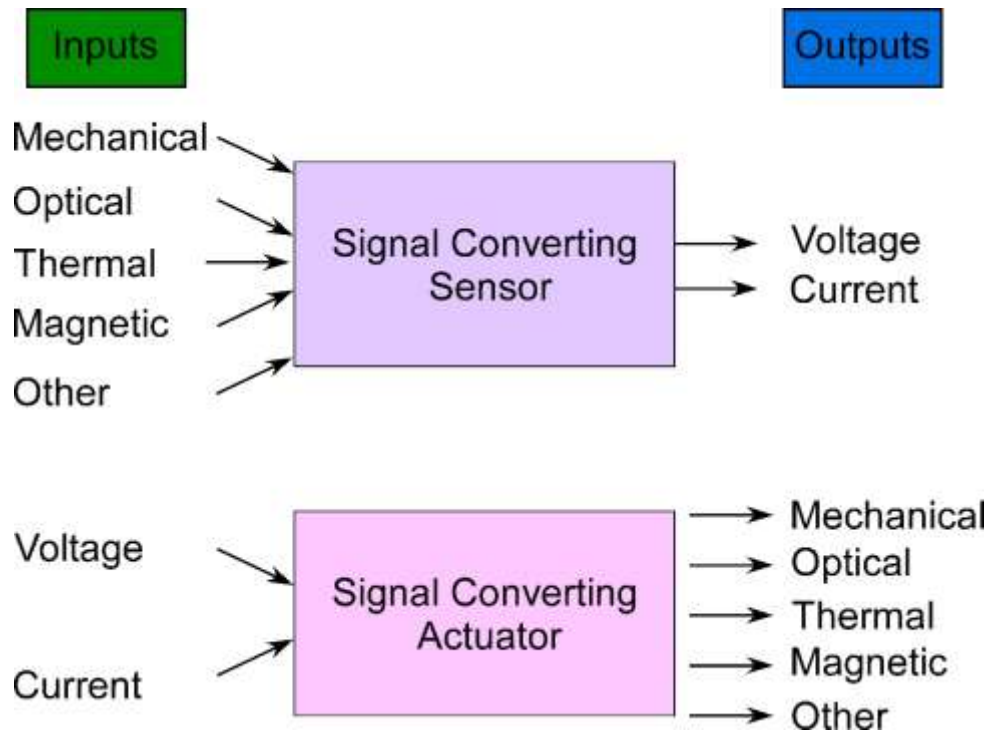 Inputs
Outputs
Mechanical
Optical
Thermal
Magnetic
Other
Signal Converting
Sensor
Voltage
Current
Voltage
Current
Signal Converting
Actuator
Mechanical
Optical
Thermal
Magnetic
Other